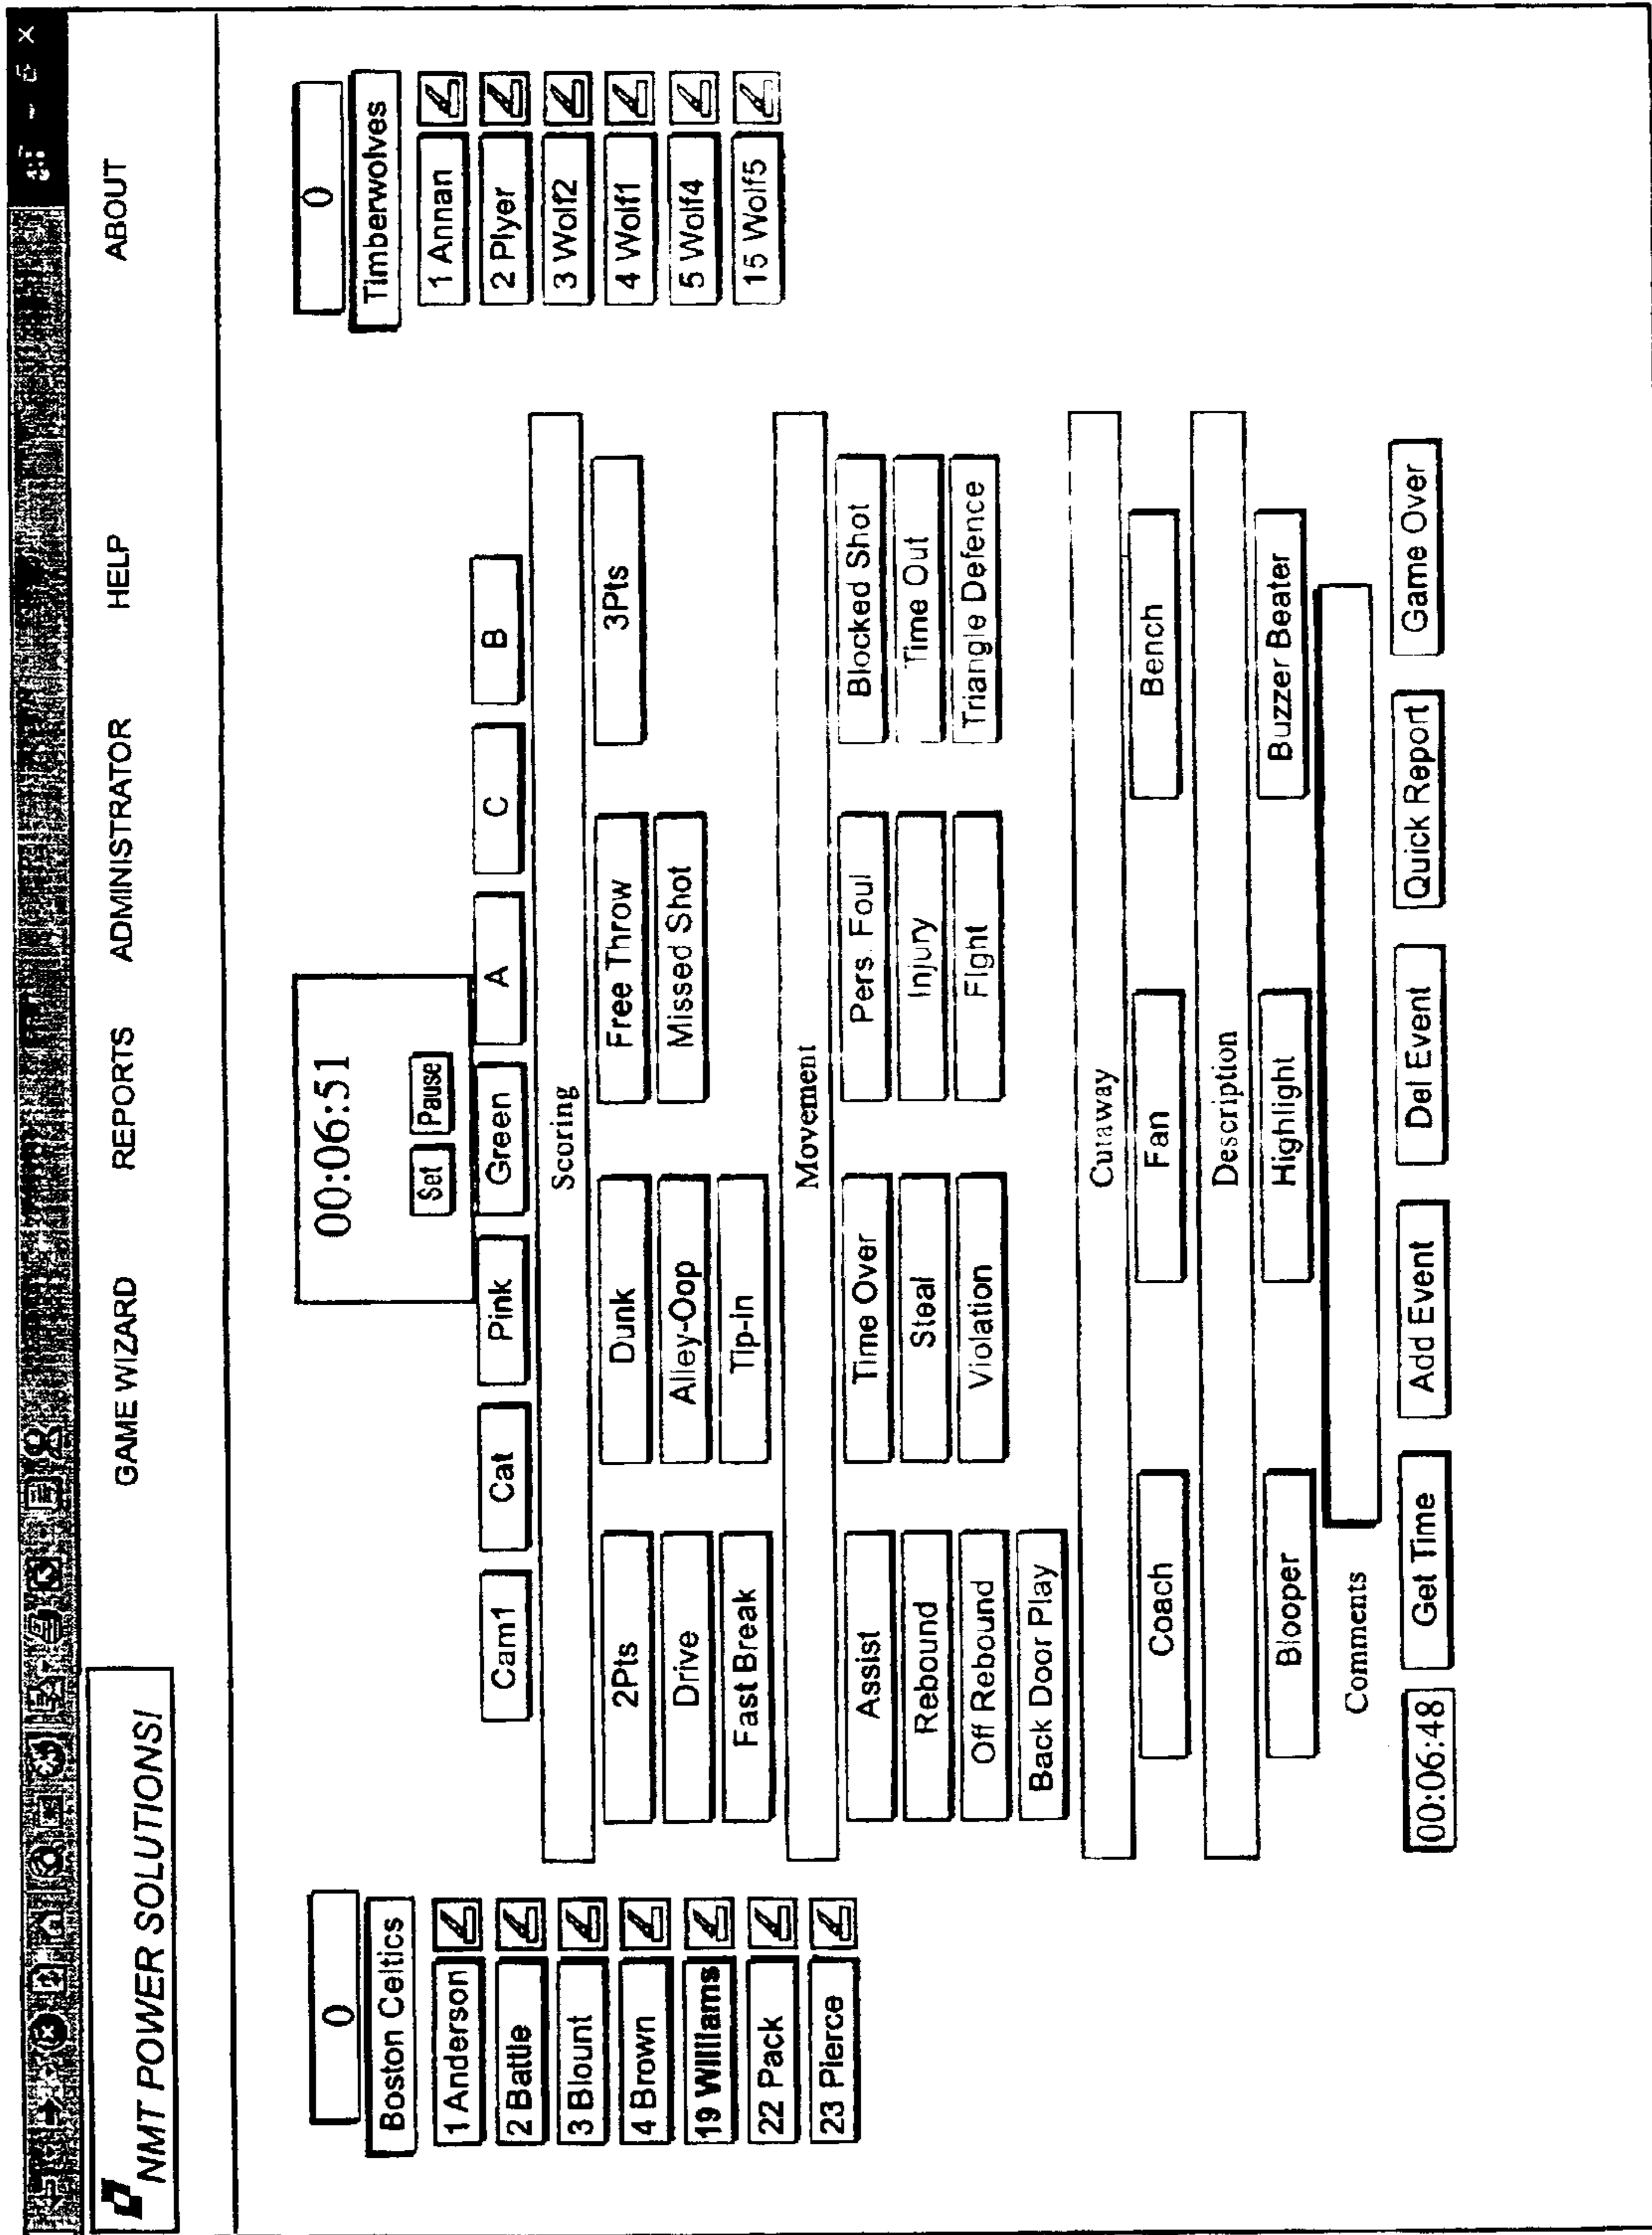 NMT POWER SOLUTIONS!
GAME WIZARD REPORTS ADMINISTRATOR HELP ABOUT
0 00:06:51 0
Boston Celtics Set Pause Timberwolves
1 Anderson 1 Annan
2 Battle 2 Plyer
3 Blount 3 Wolf2
4 Brown 4 Wolf1
19 Williams 5 Wolf4
22 Pack 15 Wolf5
23 Pierce
Cam1 Cat Pink Green A C B
Scoring
2Pts Dunk Free Throw 3Pts
Drive Alley-Oop Missed Shot
Fast Break Tip-In
Movement
Assist Time Over Pers. Foul Blocked Shot
Rebound Steal Injury Time Out
Off Rebound Violation Fight Triangle Defence
Back Door Play
Cutaway
Coach Fan Bench
Description
Blooper Highlight Buzzer Beater
Comments
00:06:48 Get Time Add Event Del Event Quick Report Game Over